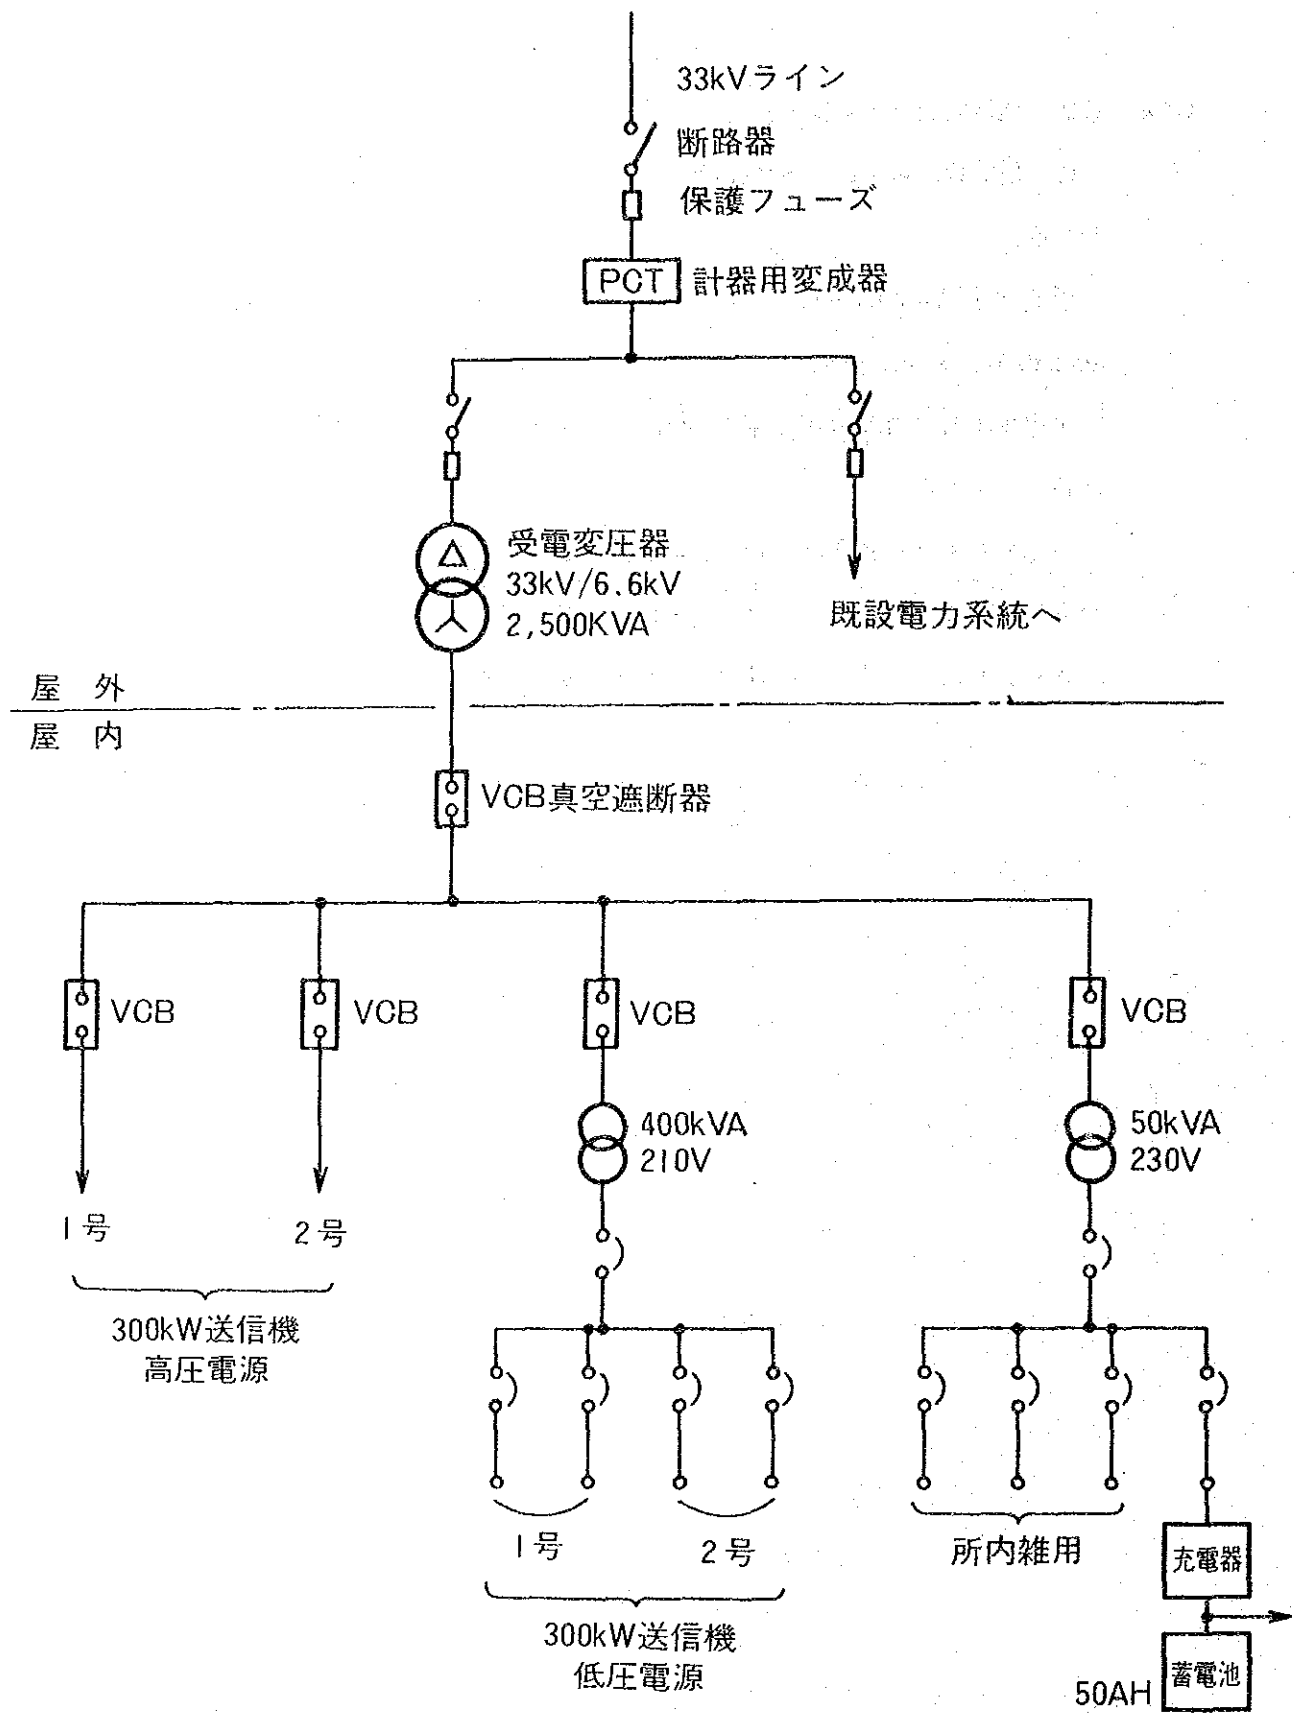 33kVライン
断路器
保護フューズ
PCT 計器用変成器
受電変圧器
33kV/6.6kV
2,500KVA
既設電力系統へ
屋 外
屋 内
VCB真空遮断器
VCB
VCB
VCB
VCB
400kVA
210V
50kVA
230V
1号
2号
300kW送信機
高圧電源
1号
2号
300kW送信機
低圧電源
所内雑用
充電器
蓄電池
50AH